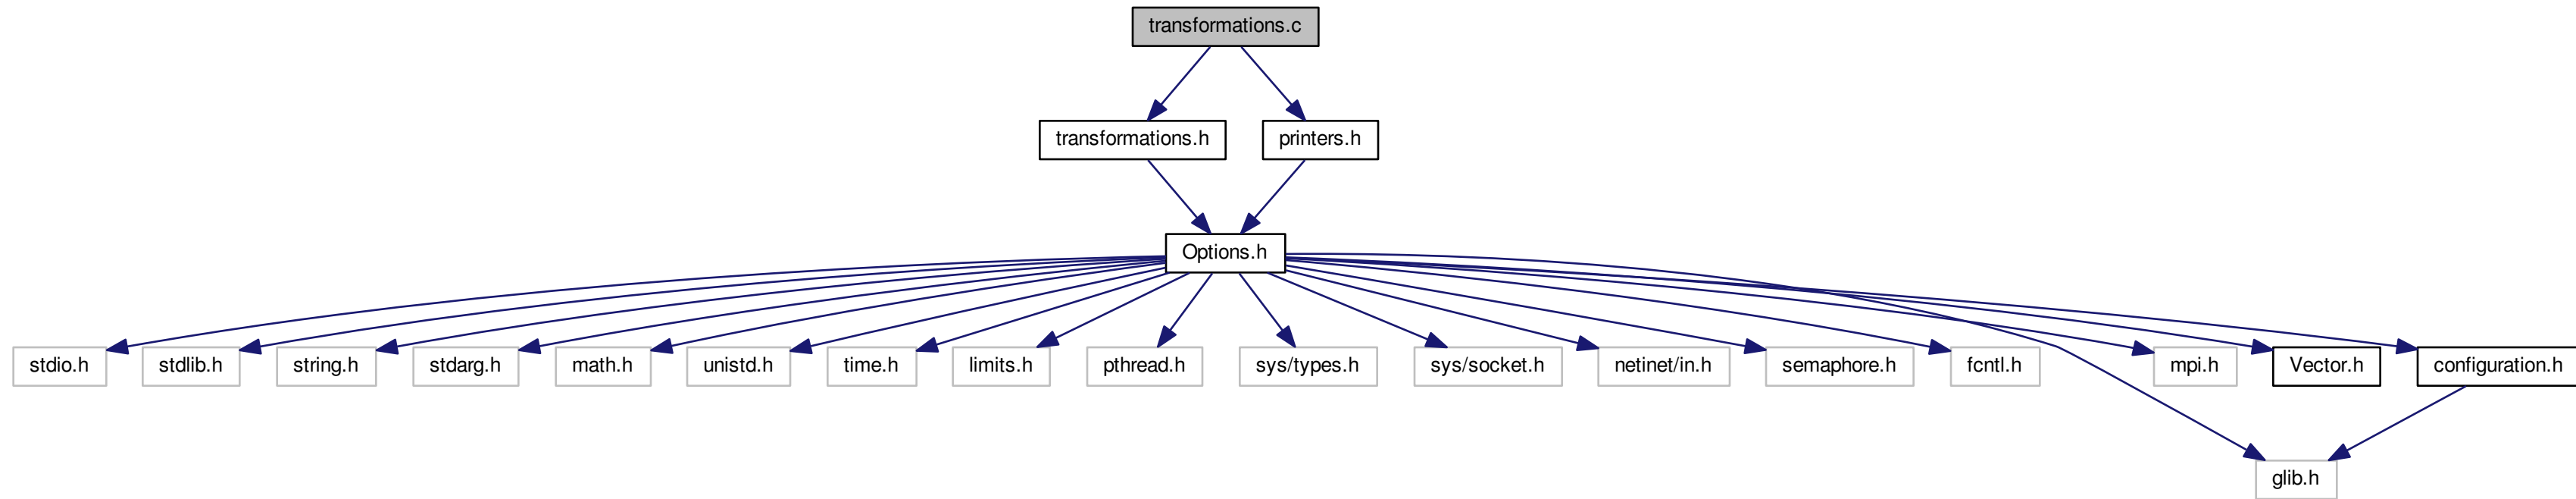 transformations.c
transformations.h
printers.h
Options.h
stdio.h
stdlib.h
string.h
stdarg.h
math.h
unistd.h
time.h
limits.h
pthread.h
sys/types.h
sys/socket.h
netinet/in.h
semaphore.h
fcntl.h
mpi.h
Vector.h
configuration.h
glib.h